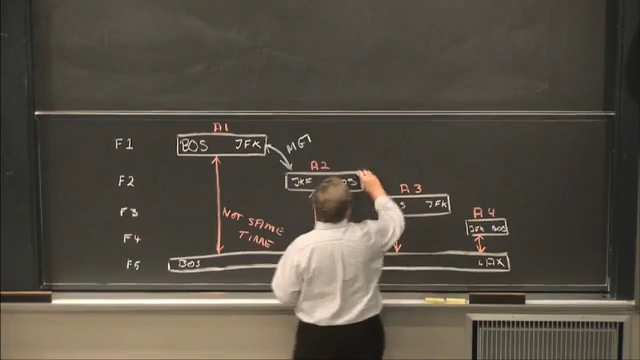 A1
F1 BOS JFK MGT
A2
F2 JKF
A3
F3 S JFK
A4
NOT SAME
TIME
F4 JFK BOS
F5 BOS LAX